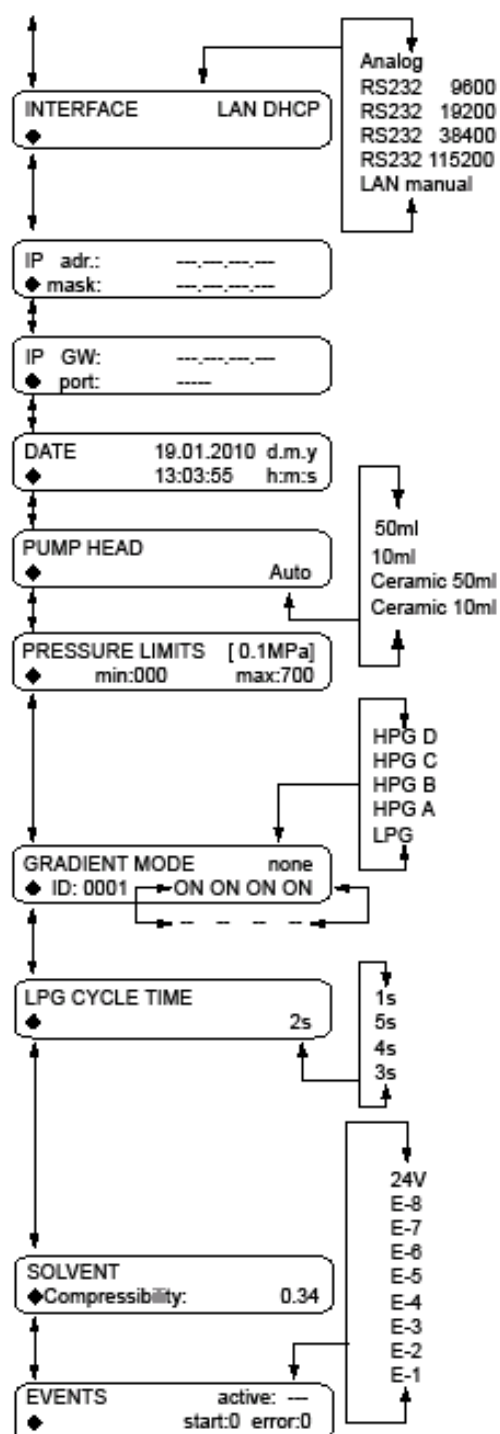 Analog
RS232 9600
RS232 19200
RS232 38400
RS232 115200
LAN manual
INTERFACE LAN DHCP
IP adr.: ---.---.---.---
mask: ---.---.---.---
IP GW: ---.---.---.---
port: -----
DATE 19.01.2010 d.m.y
13:03:55 h:m:s
50ml
10ml
Ceramic 50ml
Ceramic 10ml
PUMP HEAD
Auto
PRESSURE LIMITS [ 0.1MPa]
min:000 max:700
HPG D
HPG C
HPG B
HPG A
LPG
GRADIENT MODE none
ID: 0001 ON ON ON ON
-- -- -- --
LPG CYCLE TIME
2s
1s
5s
4s
3s
24V
E-8
E-7
E-6
E-5
E-4
E-3
E-2
E-1
SOLVENT
Compressibility: 0.34
EVENTS active: ---
start:0 error:0